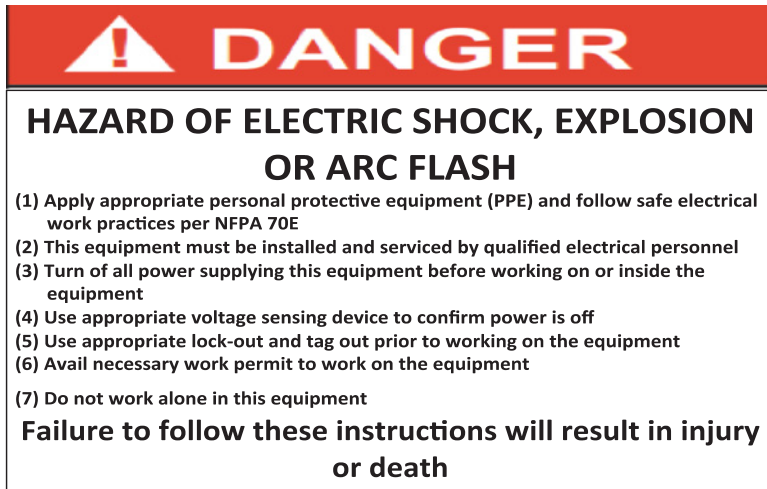 DANGER
HAZARD OF ELECTRIC SHOCK, EXPLOSION
OR ARC FLASH
(1) Apply appropriate personal protective equipment (PPE) and follow safe electrical
work practices per NFPA 70E
(2) This equipment must be installed and serviced by qualified electrical personnel
(3) Turn of all power supplying this equipment before working on or inside the
equipment
(4) Use appropriate voltage sensing device to confirm power is off
(5) Use appropriate lock-out and tag out prior to working on the equipment
(6) Avail necessary work permit to work on the equipment
(7) Do not work alone in this equipment
Failure to follow these instructions will result in injury
or death